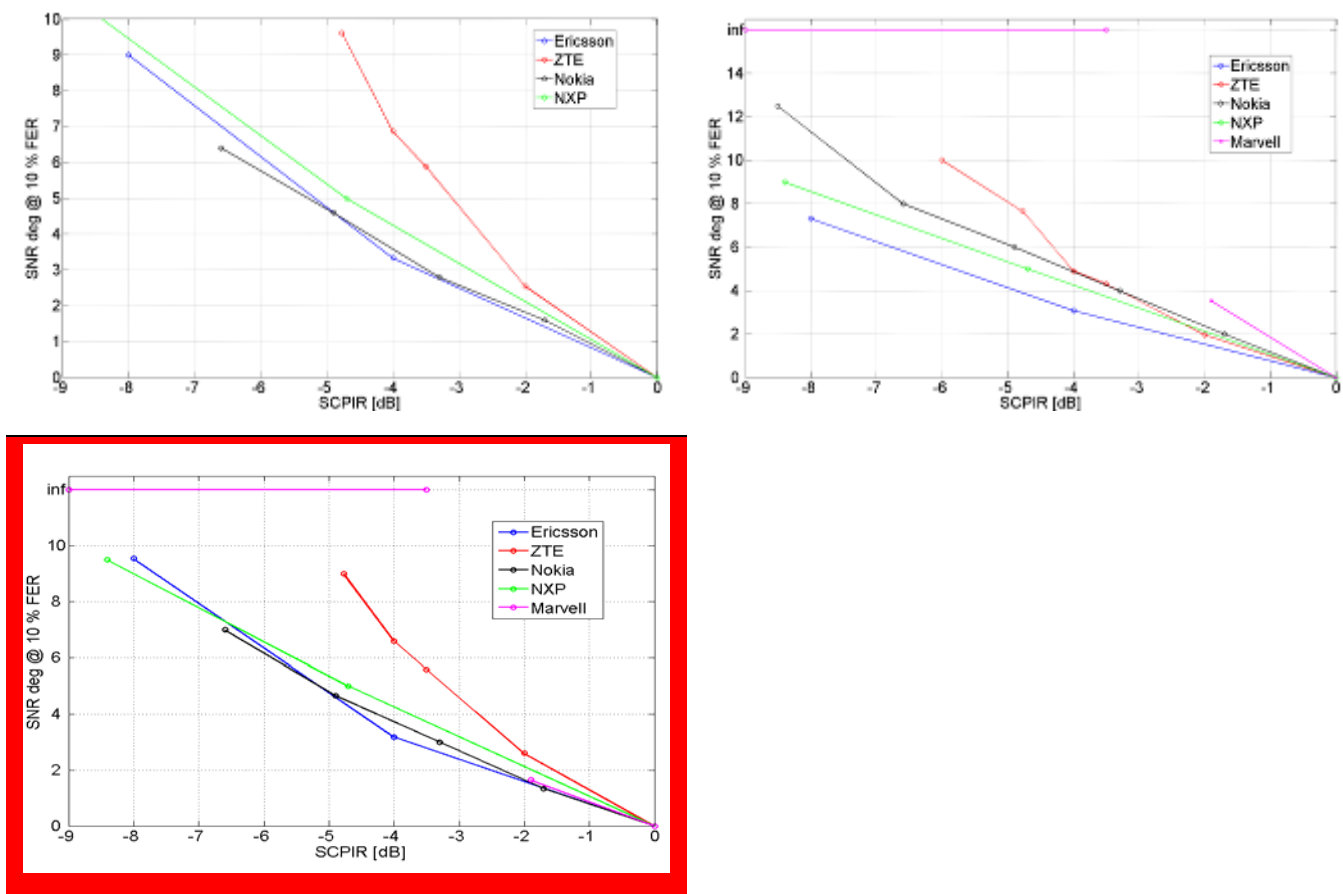 10
9
8
7
6
5
4
3
2
1
0
SNR deg @ 10 % FER
Ericsson
ZTE
Nokia
NXP
-9 -8 -7 -6 -5 -4 -3 -2 -1 0
SCPIR [dB]
inf
14
12
10
8
6
4
2
0
SNR deg @ 10 % FER
Ericsson
ZTE
Nokia
NXP
Marvell
-9 -8 -7 -6 -5 -4 -3 -2 -1 0
SCPIR [dB]
inf
10
8
6
4
2
0
SNR deg @ 10 % FER
Ericsson
ZTE
Nokia
NXP
Marvell
-9 -8 -7 -6 -5 -4 -3 -2 -1 0
SCPIR [dB]